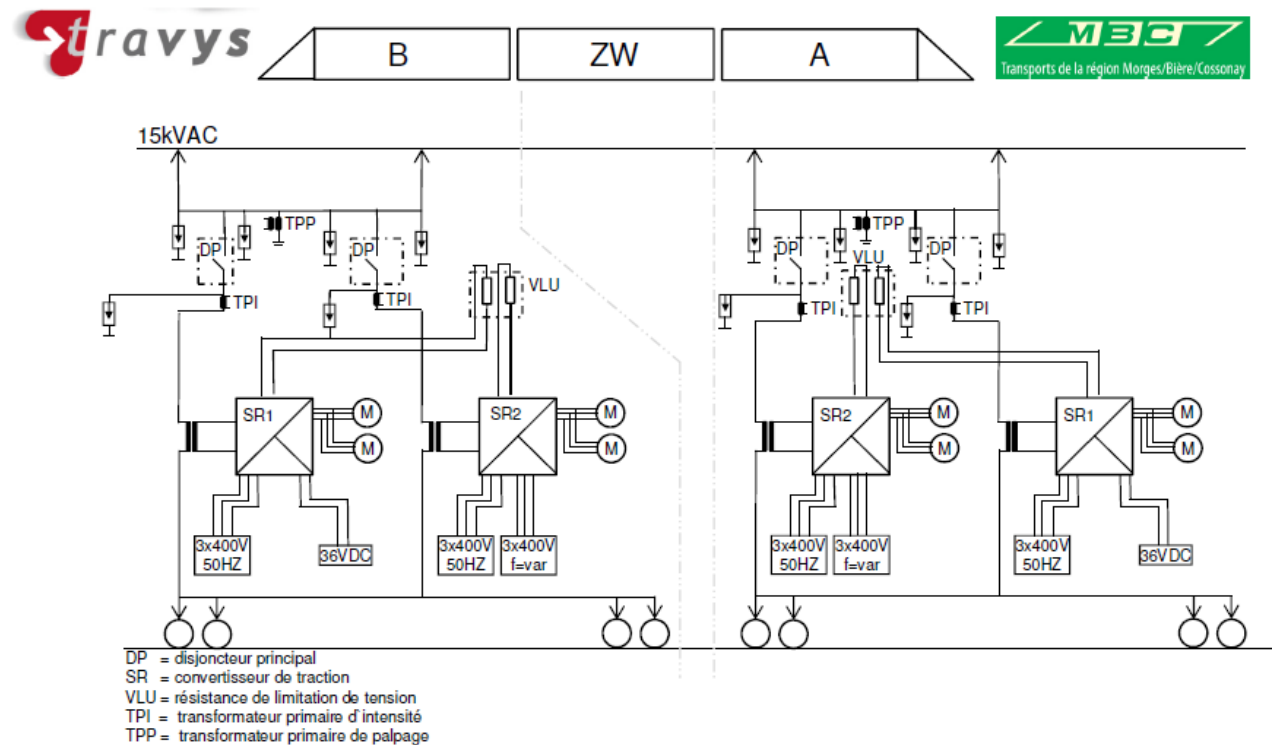 travys
B
ZW
A
MBC
Transports de la région Morges/Bière/Cossonay
15kVAC
TPP
TPP
DP
DP
DP
DP
VLU
VLU
TPI
TPI
TPI
TPI
SR1
M
SR2
M
SR2
M
SR1
M
M
M
M
M
3x400V
50HZ
36VDC
3x400V
50HZ
3x400V
f=var
3x400V
50HZ
3x400V
f=var
3x400V
50HZ
36VDC
DP = disjoncteur principal
SR = convertisseur de traction
VLU = résistance de limitation de tension
TPI = transformateur primaire d'intensité
TPP = transformateur primaire de palpage